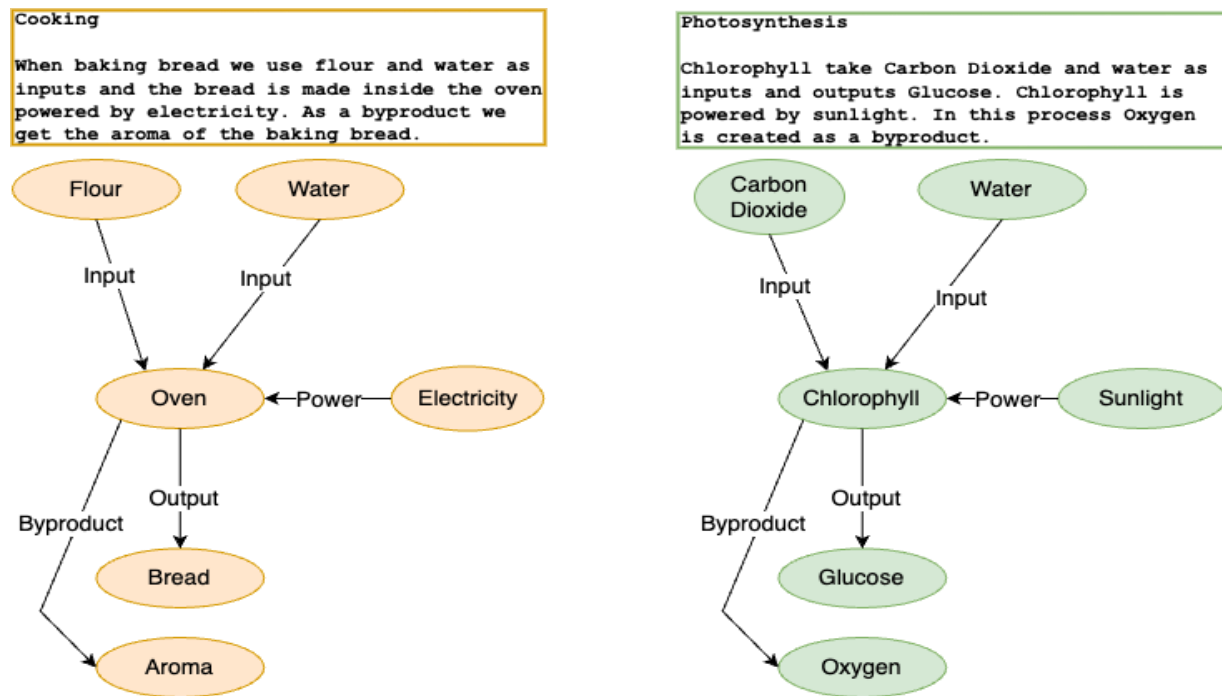 Cooking
When baking bread we use flour and water as
inputs and the bread is made inside the oven
powered by electricity. As a byproduct we
get the aroma of the baking bread.
Flour
Water
Input
Input
Oven
Power
Electricity
Output
Byproduct
Bread
Aroma
Photosynthesis
Chlorophyll take Carbon Dioxide and water as
inputs and outputs Glucose. Chlorophyll is
powered by sunlight. In this process Oxygen
is created as a byproduct.
Carbon
Dioxide
Water
Input
Input
Chlorophyll
Power
Sunlight
Output
Byproduct
Glucose
Oxygen